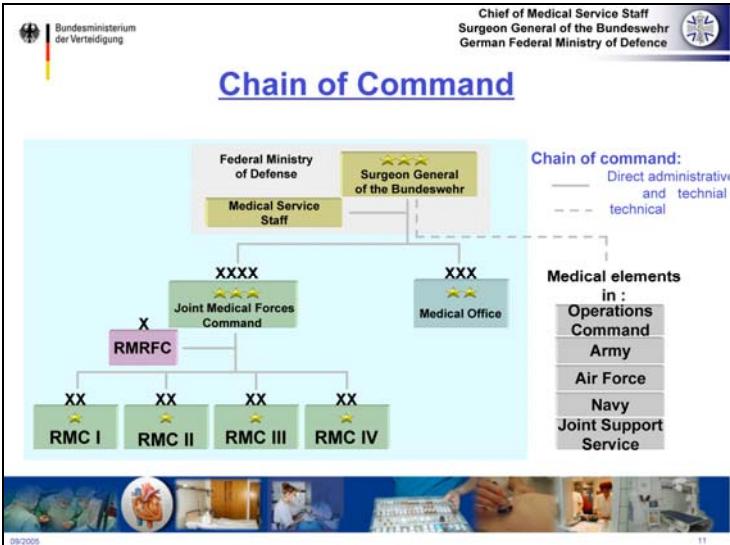 Bundesministerium
der Verteidigung
Chief of Medical Service Staff
Surgeon General of the Bundeswehr
German Federal Ministry of Defence
Chain of Command
Federal Ministry
of Defense
Surgeon General
of the Bundeswehr
Medical Service
Staff
Chain of command:
Direct administrative
and technial
technical
XXXX
Joint Medical Forces
Command
XXX
Medical Office
X
RMRFC
XX
RMC I
XX
RMC II
XX
RMC III
XX
RMC IV
Medical elements
in :
Operations
Command
Army
Air Force
Navy
Joint Support
Service
09/2005
11